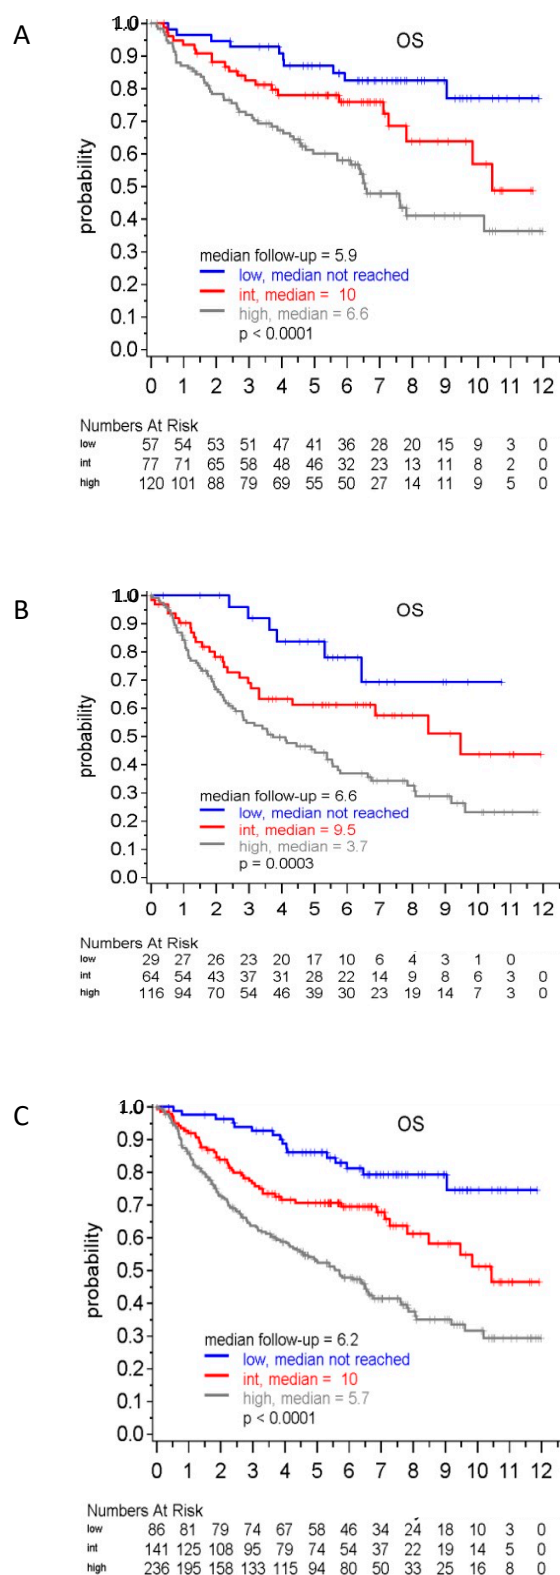 A
OS
1.0
0.9
0.8
0.7
0.6
0.5
0.4
0.3
0.2
0.1
0.0
probability
median follow-up = 5.9
low, median not reached
int, median = 10
high, median = 6.6
p < 0.0001
0 1 2 3 4 5 6 7 8 9 10 11 12
Numbers At Risk
low 57 54 53 51 47 41 36 28 20 15 9 3 0
int 77 71 65 58 48 46 32 23 13 11 8 2 0
high 120 101 88 79 69 55 50 27 14 11 9 5 0
B
OS
1.0
0.9
0.8
0.7
0.6
0.5
0.4
0.3
0.2
0.1
0.0
probability
median follow-up = 6.6
low, median not reached
int, median = 9.5
high, median = 3.7
p = 0.0003
0 1 2 3 4 5 6 7 8 9 10 11 12
Numbers At Risk
low 29 27 26 23 20 17 10 6 4 3 1 0
int 64 54 43 37 31 28 22 14 9 8 6 3 0
high 116 94 70 54 46 39 30 23 19 14 7 3 0
C
OS
1.0
0.9
0.8
0.7
0.6
0.5
0.4
0.3
0.2
0.1
0.0
probability
median follow-up = 6.2
low, median not reached
int, median = 10
high, median = 5.7
p < 0.0001
0 1 2 3 4 5 6 7 8 9 10 11 12
Numbers At Risk
low 86 81 79 74 67 58 46 34 24 18 10 3 0
int 141 125 108 95 79 74 54 37 22 19 14 5 0
high 236 195 158 133 115 94 80 50 33 25 16 8 0